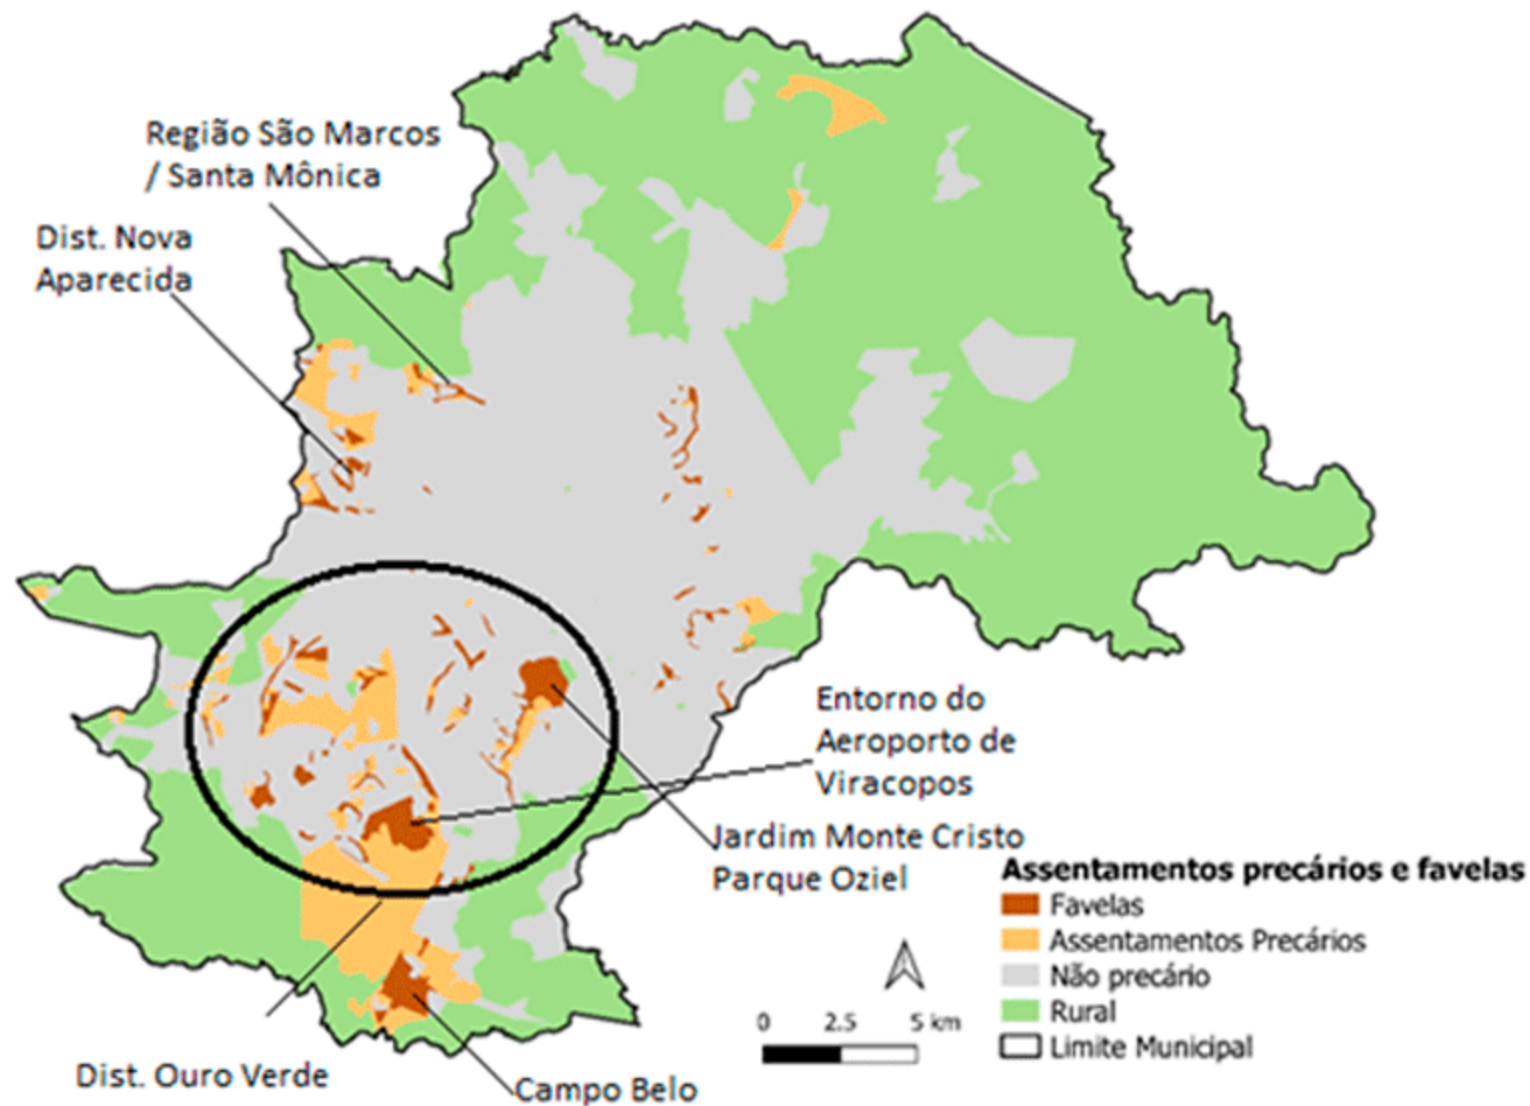 Região São Marcos
/ Santa Mônica
Dist. Nova
Aparecida
Entorno do
Aeroporto de
Viracopos
Jardim Monte Cristo
Parque Oziel
Assentamentos precários e favelas
Favelas
Assentamentos Precários
Não precário
Rural
Limite Municipal
0 2.5 5 km
Dist. Ouro Verde
Campo Belo